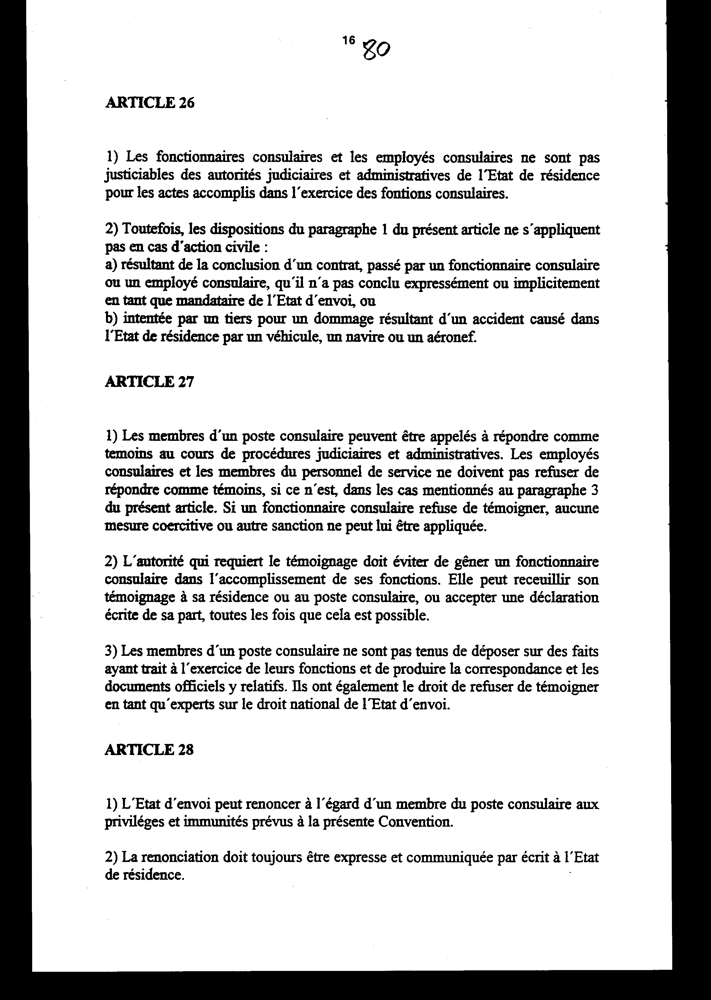 16 80
ARTICLE 26
1) Les fonctionnaires consulaires et les employés consulaires ne sont pas
justiciables des autorités judiciaires et administratives de l´Etat de résidence
pour les actes accomplis dans l´exercice des fontions consulaires.
2) Toutefois, les dispositions du paragraphe 1 du présent article ne s´appliquent
pas en cas d´action civile :
a) résultant de la conclusion d´un contrat, passé par un fonctionnaire consulaire
ou un employé consulaire, qu´il n´a pas conclu expressément ou implicitement
en tant que mandataire de l´Etat d´envoi, ou
b) intentée par un tiers pour un dommage résultant d´un accident causé dans
l´Etat de résidence par un véhicule, un navire ou un aéronef.
ARTICLE 27
1) Les membres d´un poste consulaire peuvent être appelés à répondre comme
temoins au cours de procédures judiciaires et administratives. Les employés
consulaires et les membres du personnel de service ne doivent pas refuser de
répondre comme témoins, si ce n´est, dans les cas mentionnés au paragraphe 3
du présent article. Si un fonctionnaire consulaire refuse de témoigner, aucune
mesure coercitive ou autre sanction ne peut lui être appliquée.
2) L´autorité qui requiert le témoignage doit éviter de gêner un fonctionnaire
consulaire dans l´accomplissement de ses fonctions. Elle peut receuillir son
témoignage à sa résidence ou au poste consulaire, ou accepter une déclaration
écrite de sa part, toutes les fois que cela est possible.
3) Les membres d´un poste consulaire ne sont pas tenus de déposer sur des faits
ayant trait à l´exercice de leurs fonctions et de produire la correspondance et les
documents officiels y relatifs. Ils ont également le droit de refuser de témoigner
en tant qu´experts sur le droit national de l´Etat d´envoi.
ARTICLE 28
1) L´Etat d´envoi peut renoncer à l´égard d´un membre du poste consulaire aux
priviléges et immunités prévus à la présente Convention.
2) La renonciation doit toujours être expresse et communiquée par écrit à l´Etat
de résidence.